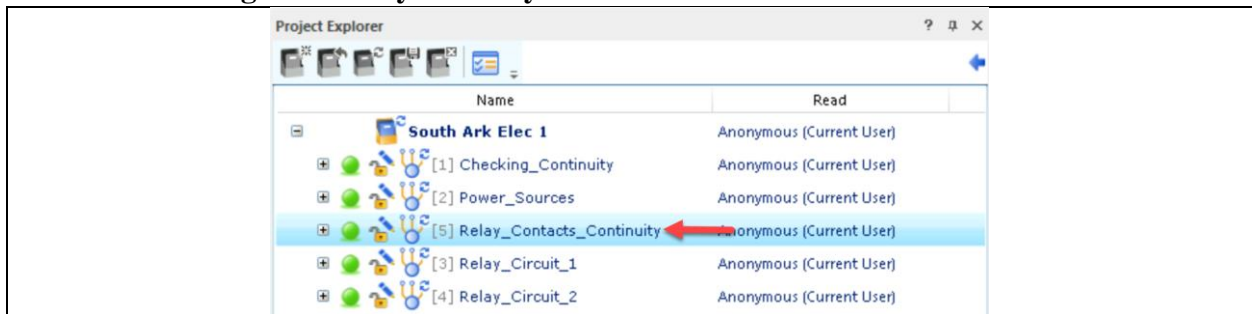 Project Explorer ? X
Name Read
South Ark Elec 1 Anonymous (Current User)
[1] Checking_Continuity Anonymous (Current User)
[2] Power_Sources Anonymous (Current User)
[5] Relay_Contacts_Continuity Anonymous (Current User)
[3] Relay_Circuit_1 Anonymous (Current User)
[4] Relay_Circuit_2 Anonymous (Current User)